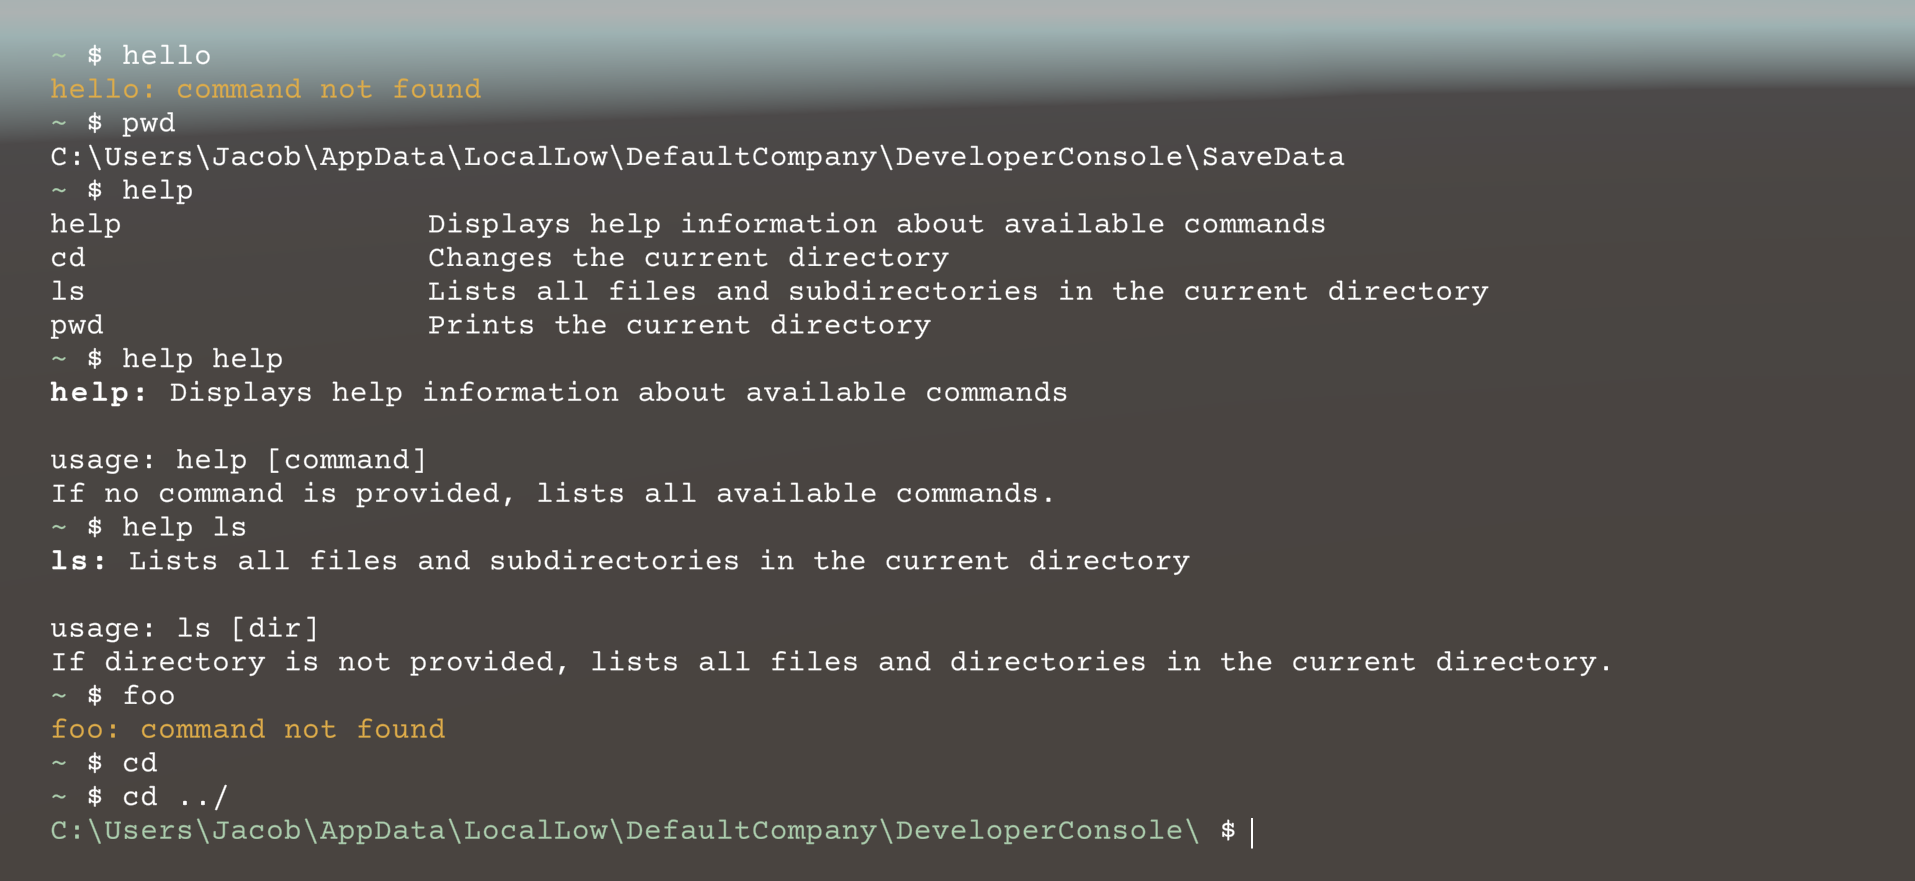 ~ $ hello
hello: command not found
~ $ pwd
C:\Users\Jacob\AppData\LocalLow\DefaultCompany\DeveloperConsole\SaveData
~ $ help
help                 Displays help information about available commands
cd                   Changes the current directory
ls                   Lists all files and subdirectories in the current directory
pwd                  Prints the current directory
~ $ help help
help: Displays help information about available commands

usage: help [command]
If no command is provided, lists all available commands.
~ $ help ls
ls: Lists all files and subdirectories in the current directory

usage: ls [dir]
If directory is not provided, lists all files and directories in the current directory.
~ $ foo
foo: command not found
~ $ cd
~ $ cd ../
C:\Users\Jacob\AppData\LocalLow\DefaultCompany\DeveloperConsole\ $